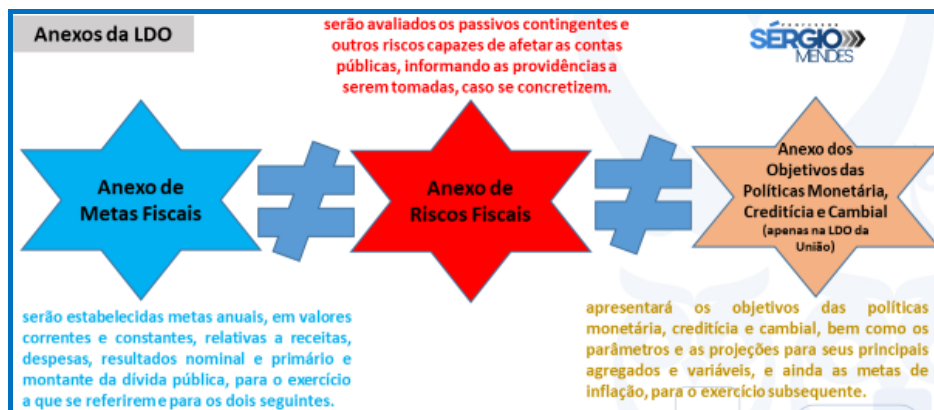 Anexos da LDO
serão avaliados os passivos contingentes e
outros riscos capazes de afetar as contas
públicas, informando as providências a
serem tomadas, caso se concretizem.
PROFESSOR
SÉRGIO
MENDES
Anexo de
Metas Fiscais
Anexo de
Riscos Fiscais
Anexo dos
Objetivos das
Políticas Monetária,
Creditícia e Cambial
(apenas na LDO da
União)
serão estabelecidas metas anuais, em valores
correntes e constantes, relativas a receitas,
despesas, resultados nominal e primário e
montante da dívida pública, para o exercício
a que se referirem e para os dois seguintes.
apresentará os objetivos das políticas
monetária, creditícia e cambial, bem como os
parâmetros e as projeções para seus principais
agregados e variáveis, e ainda as metas de
inflação, para o exercício subsequente.